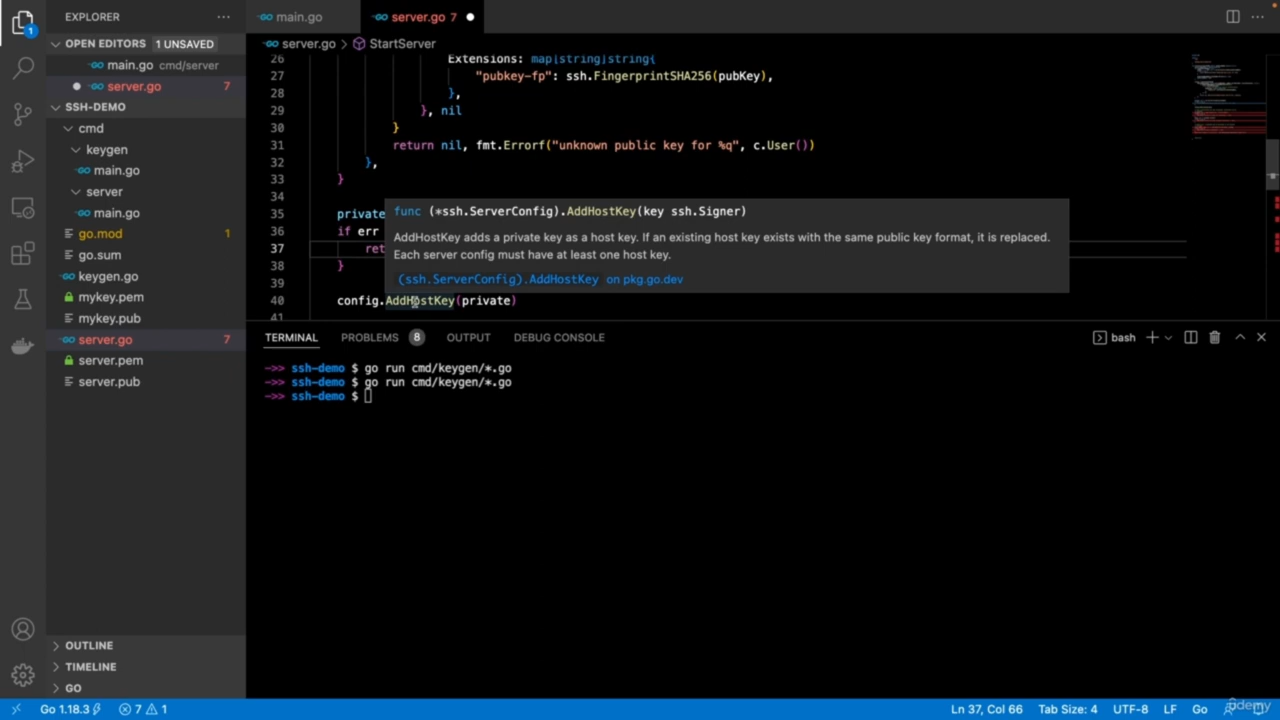 EXPLORER
OPEN EDITORS 1 UNSAVED
main.go cmd/server
server.go 7
SSH-DEMO
cmd
keygen
main.go
server
main.go
go.mod 1
go.sum
keygen.go
mykey.pem
mykey.pub
server.go 7
server.pem
server.pub
OUTLINE
TIMELINE
GO
1
main.go server.go 7
server.go > StartServer
26 Extensions: map[string]string{
27 "pubkey-fp": ssh.FingerprintSHA256(pubKey),
28 },
29 }, nil
30 }
31 return nil, fmt.Errorf("unknown public key for %q", c.User())
32 },
33 }
34
35 private
36 if err
37 ret
38 }
39
40 config.AddHostKey(private)
41
func (*ssh.ServerConfig).AddHostKey(key ssh.Signer)
AddHostKey adds a private key as a host key. If an existing host key exists with the same public key format, it is replaced.
Each server config must have at least one host key.
(ssh.ServerConfig).AddHostKey on pkg.go.dev
TERMINAL PROBLEMS 8 OUTPUT DEBUG CONSOLE bash
->> ssh-demo $ go run cmd/keygen/*.go
->> ssh-demo $ go run cmd/keygen/*.go
->> ssh-demo $
Go 1.18.3 7 1 Ln 37, Col 66 Tab Size: 4 UTF-8 LF Go
ûdemy